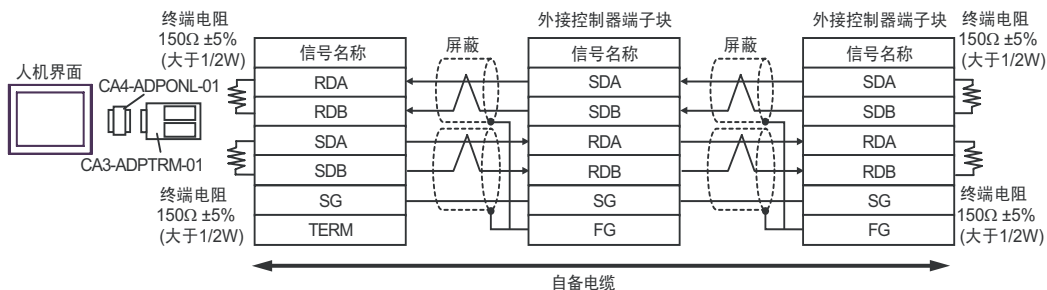 终端电阻
150Ω ±5%
(大于1/2W)
外接控制器端子块
外接控制器端子块
终端电阻
150Ω ±5%
(大于1/2W)
人机界面
CA4-ADPONL-01
CA3-ADPTRM-01
信号名称
RDA
RDB
SDA
SDB
SG
TERM
屏蔽
信号名称
SDA
SDB
RDA
RDB
SG
FG
屏蔽
信号名称
SDA
SDB
RDA
RDB
SG
FG
终端电阻
150Ω ±5%
(大于1/2W)
终端电阻
150Ω ±5%
(大于1/2W)
自备电缆